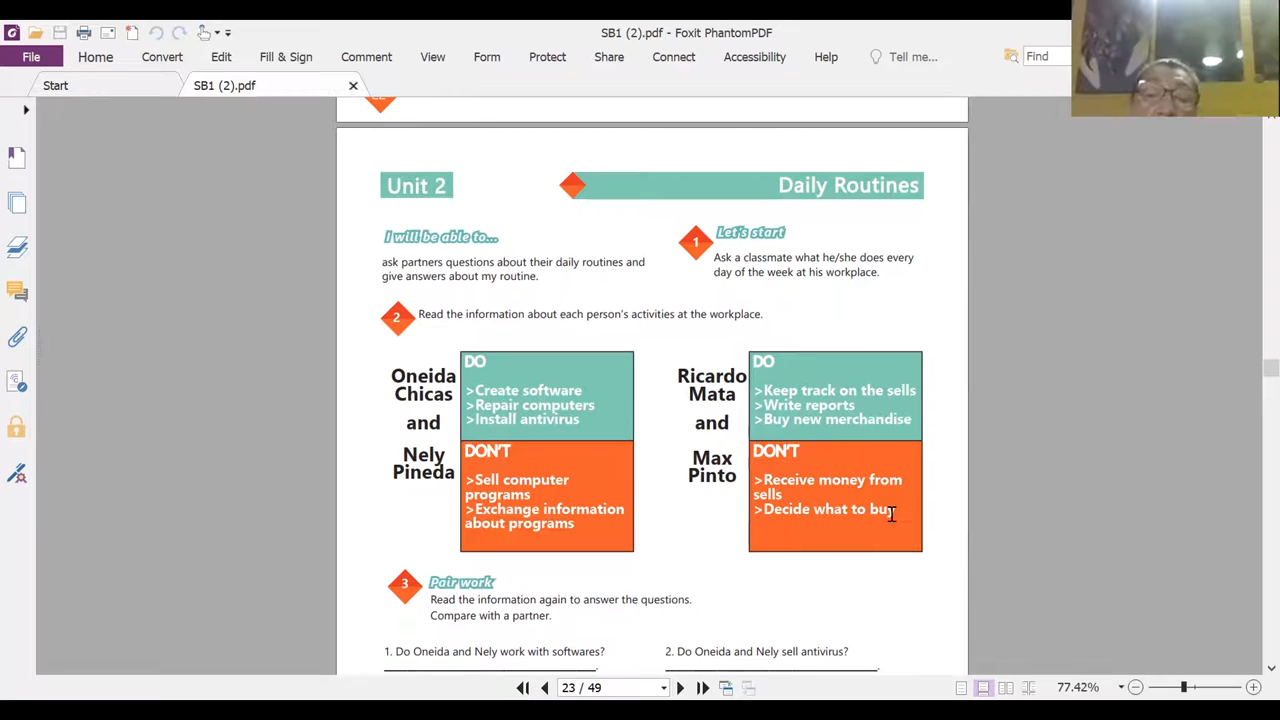 SB1 (2).pdf - Foxit PhantomPDF
File Home Convert Edit Fill & Sign Comment View Form Protect Share Connect Accessibility Help Tell me... Find
Start SB1 (2).pdf
Unit 2 Daily Routines
I will be able to...
ask partners questions about their daily routines and
give answers about my routine.
1 Let's start
Ask a classmate what he/she does every
day of the week at his workplace.
2 Read the information about each person's activities at the workplace.
Oneida
Chicas
and
Nely
Pineda
DO
>Create software
>Repair computers
>Install antivirus
DON'T
>Sell computer
programs
>Exchange information
about programs
Ricardo
Mata
and
Max
Pinto
DO
>Keep track on the sells
>Write reports
>Buy new merchandise
DON'T
>Receive money from
sells
>Decide what to buy
3 Pair work
Read the information again to answer the questions.
Compare with a partner.
1. Do Oneida and Nely work with softwares?
2. Do Oneida and Nely sell antivirus?
23 / 49 77.42%